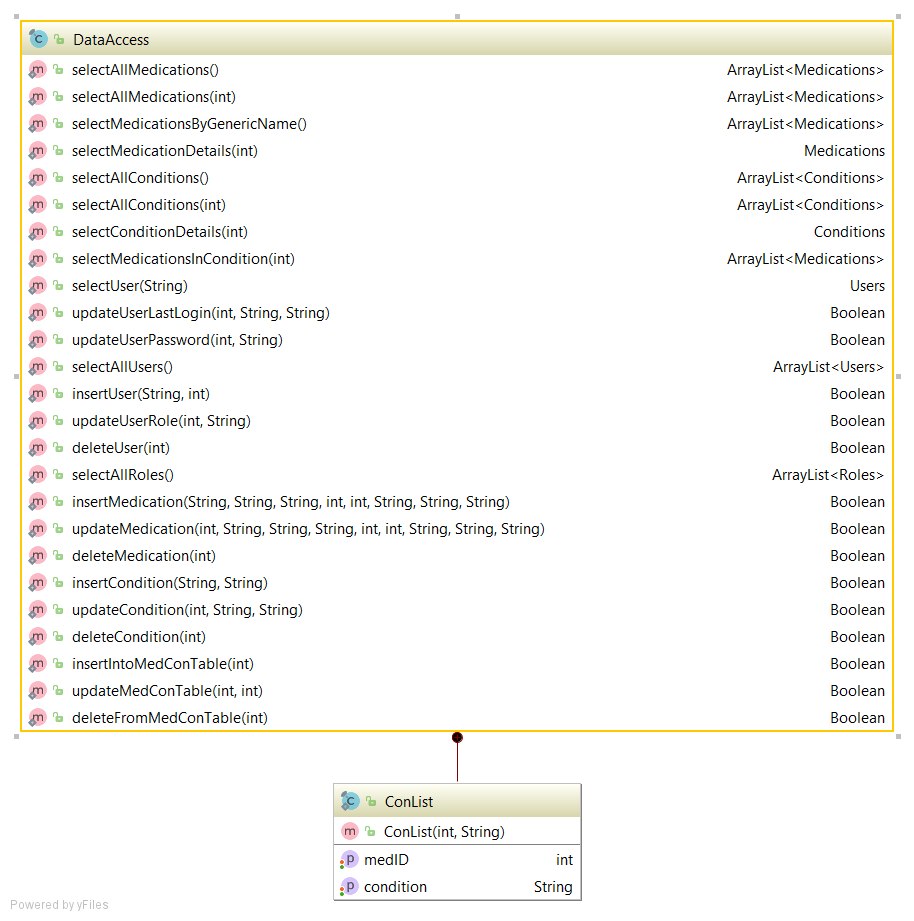 DataAccess
selectAllMedications() ArrayList<Medications>
selectAllMedications(int) ArrayList<Medications>
selectMedicationsByGenericName() ArrayList<Medications>
selectMedicationDetails(int) Medications
selectAllConditions() ArrayList<Conditions>
selectAllConditions(int) ArrayList<Conditions>
selectConditionDetails(int) Conditions
selectMedicationsInCondition(int) ArrayList<Medications>
selectUser(String) Users
updateUserLastLogin(int, String, String) Boolean
updateUserPassword(int, String) Boolean
selectAllUsers() ArrayList<Users>
insertUser(String, int) Boolean
updateUserRole(int, String) Boolean
deleteUser(int) Boolean
selectAllRoles() ArrayList<Roles>
insertMedication(String, String, String, int, int, String, String, String) Boolean
updateMedication(int, String, String, String, int, int, String, String, String) Boolean
deleteMedication(int) Boolean
insertCondition(String, String) Boolean
updateCondition(int, String, String) Boolean
deleteCondition(int) Boolean
insertIntoMedConTable(int) Boolean
updateMedConTable(int, int) Boolean
deleteFromMedConTable(int) Boolean
ConList
ConList(int, String)
medID int
condition String
Powered by yFiles